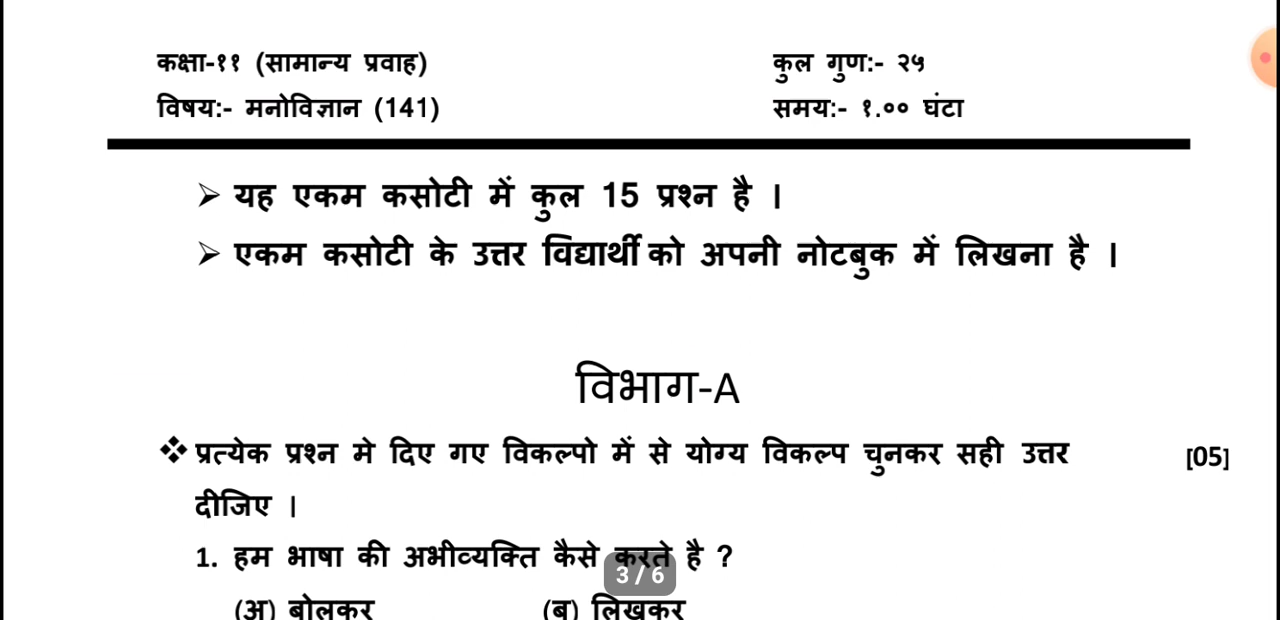 कक्षा-११ (सामान्य प्रवाह) कुल गुण:- २५
विषय:- मनोविज्ञान (141) समय:- १.०० घंटा
➢ यह एकम कसोटी में कुल 15 प्रश्न है ।
➢ एकम कसोटी के उत्तर विद्यार्थी को अपनी नोटबुक में लिखना है ।
विभाग-A
❖ प्रत्येक प्रश्न मे दिए गए विकल्पो में से योग्य विकल्प चुनकर सही उत्तर [05]
दीजिए ।
1. हम भाषा की अभीव्यक्ति कैसे करते है ?
3 / 6
(अ) बोलकर (ब) लिखकर